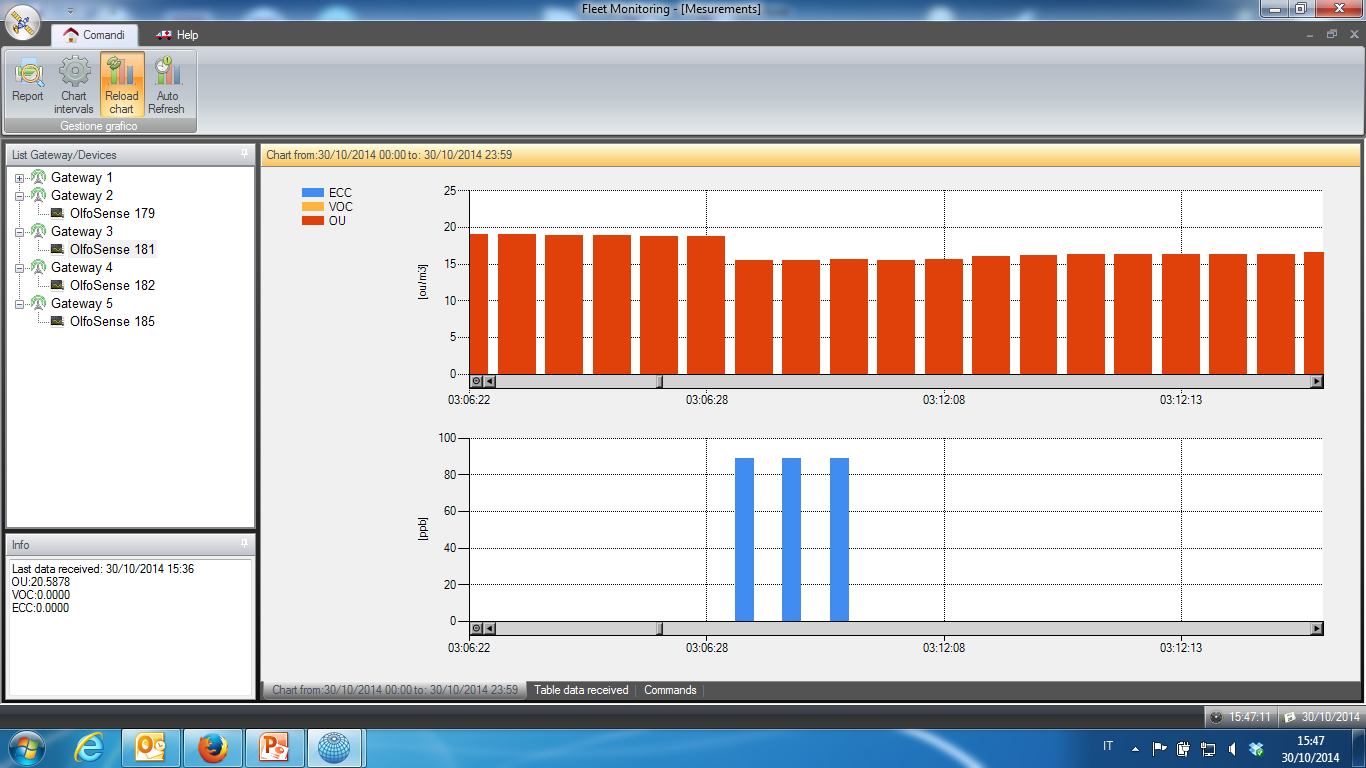 Fleet Monitoring - [Mesurements]
Comandi
Help
Report
Chart intervals
Reload chart
Auto Refresh
Gestione grafico
List Gateway/Devices
Gateway 1
Gateway 2
OlfoSense 179
Gateway 3
OlfoSense 181
Gateway 4
OlfoSense 182
Gateway 5
OlfoSense 185
Info
Last data received: 30/10/2014 15:36
OU:20.5878
VOC:0.0000
ECC:0.0000
Chart from:30/10/2014 00:00 to: 30/10/2014 23:59
ECC
VOC
OU
[ou/m3]
25
20
15
10
5
0
03:06:22 03:06:28 03:12:08 03:12:13
[ppb]
100
80
60
40
20
0
03:06:22 03:06:28 03:12:08 03:12:13
Chart from:30/10/2014 00:00 to: 30/10/2014 23:59
Table data received
Commands
15:47:11
30/10/2014
IT
15:47
30/10/2014